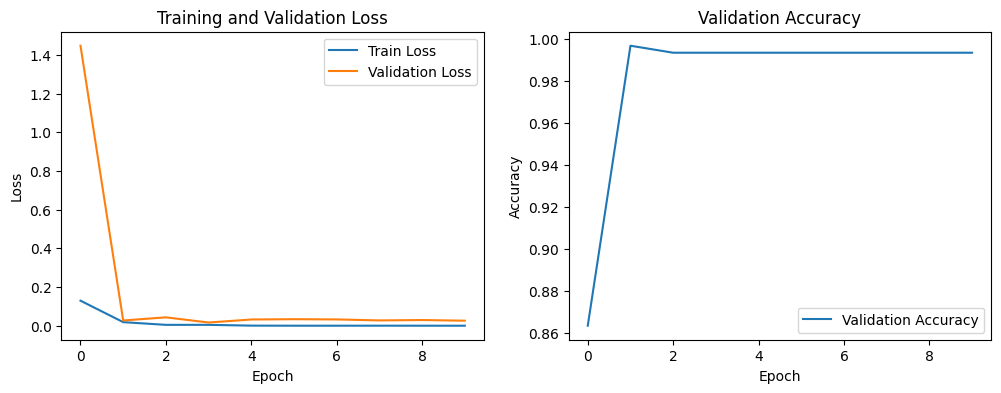 Training and Validation Loss
1.4
1.2
1.0
0.8
0.6
0.4
0.2
0.0
Loss
0 2 4 6 8
Epoch
Train Loss
Validation Loss
Validation Accuracy
1.00
0.98
0.96
0.94
0.92
0.90
0.88
0.86
Accuracy
0 2 4 6 8
Epoch
Validation Accuracy